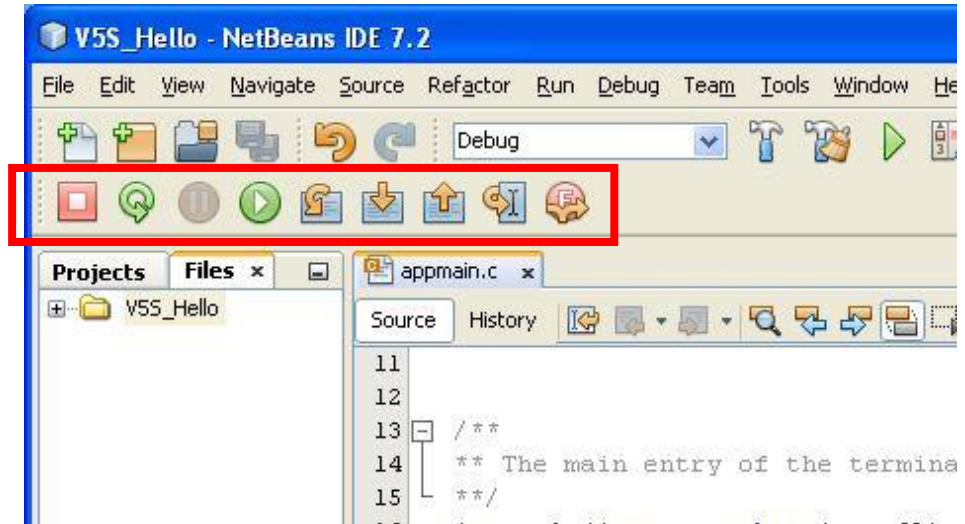 V5S_Hello - NetBeans IDE 7.2
File Edit View Navigate Source Refactor Run Debug Team Tools Window He
Debug
Projects Files
appmain.c
V5S_Hello
Source History
11
12
13 /**
14 ** The main entry of the termina
15 **/